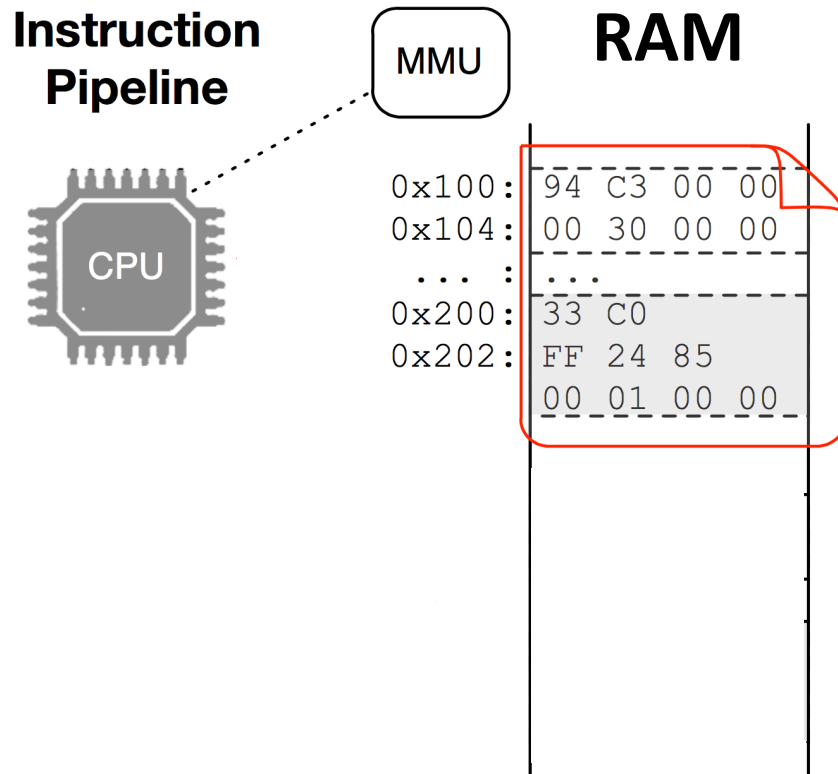 Instruction
Pipeline
MMU
RAM
CPU
0x100: 94 C3 00 00
0x104: 00 30 00 00
... : ...
0x200: 33 C0
0x202: FF 24 85
00 01 00 00